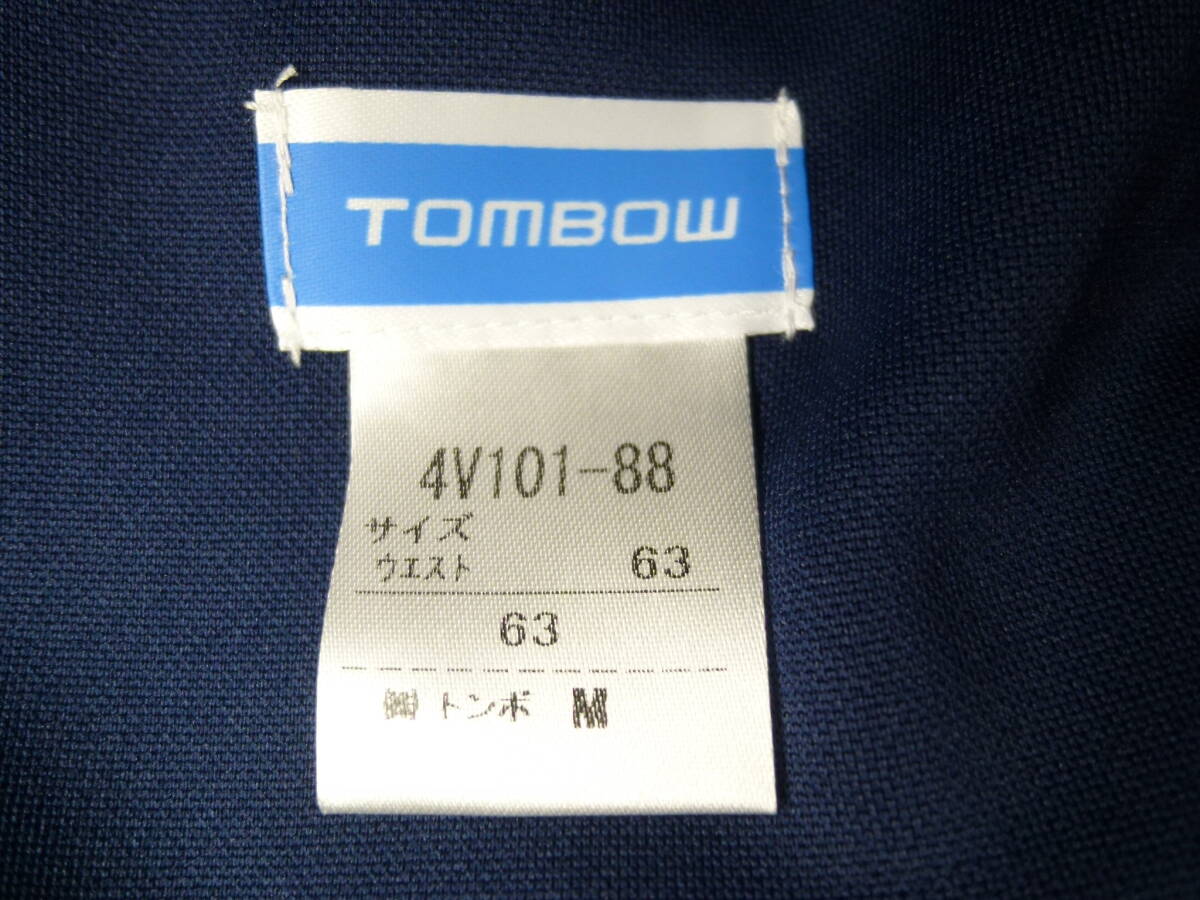 TOMBOW
4V101-88
サイズ
ウエスト 63
63
㈱トンボ M